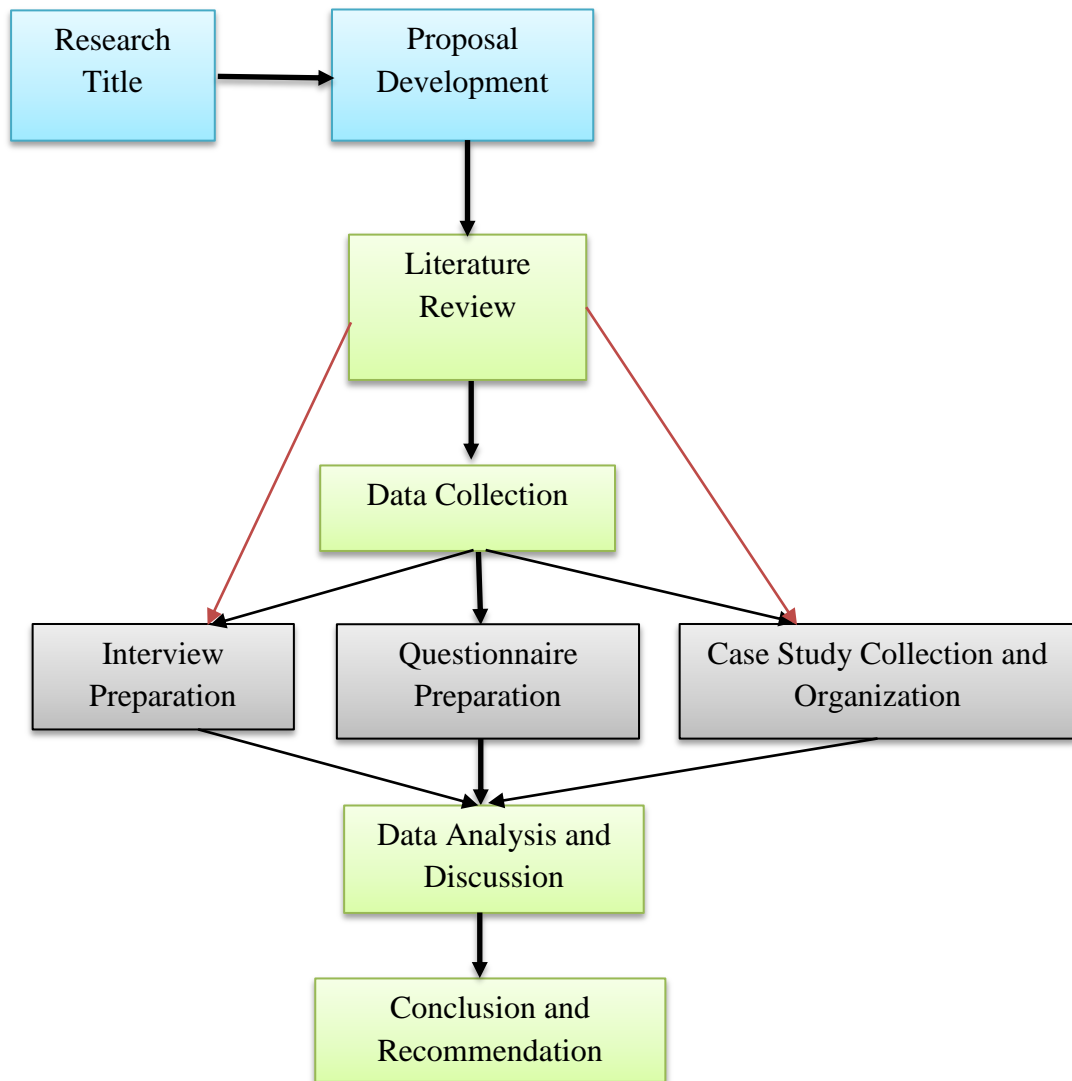 Research
Title
Proposal
Development
Literature
Review
Data Collection
Interview
Preparation
Questionnaire
Preparation
Case Study Collection and
Organization
Data Analysis and
Discussion
Conclusion and
Recommendation